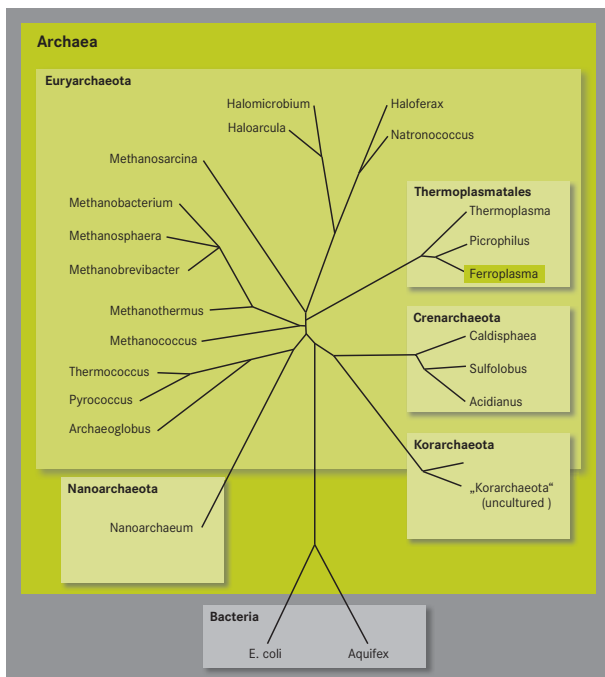 Archaea
Euryarchaeota
Halomicrobium
Haloarcula
Haloferax
Natronococcus
Methanosarcina
Methanobacterium
Methanosphaera
Methanobrevibacter
Methanothermus
Methanococcus
Thermococcus
Pyrococcus
Archaeoglobus
Thermoplasmatales
Thermoplasma
Picrophilus
Ferroplasma
Crenarchaeota
Caldisphaea
Sulfolobus
Acidianus
Korarchaeota
„Korarchaeota“
(uncultured )
Nanoarchaeota
Nanoarchaeum
Bacteria
E. coli
Aquifex